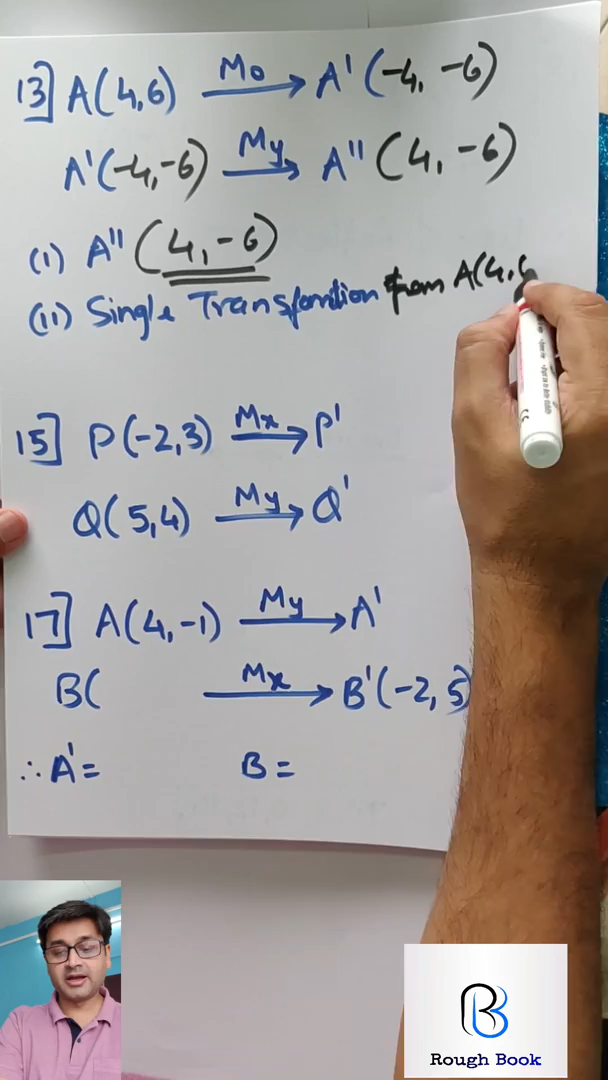 13] A(4,6) Mo → A' (-4, -6)
A'(-4,-6) My → A'' (4, -6)
(i) A'' (4,-6)
(ii) Single Transfomtion from A(4,6
15] P(-2,3) Mx → P'
Q(5,4) My → Q'
17] A(4,-1) My → A'
B( Mx → B'(-2, 5)
∴ A' = B =
B
Rough Book